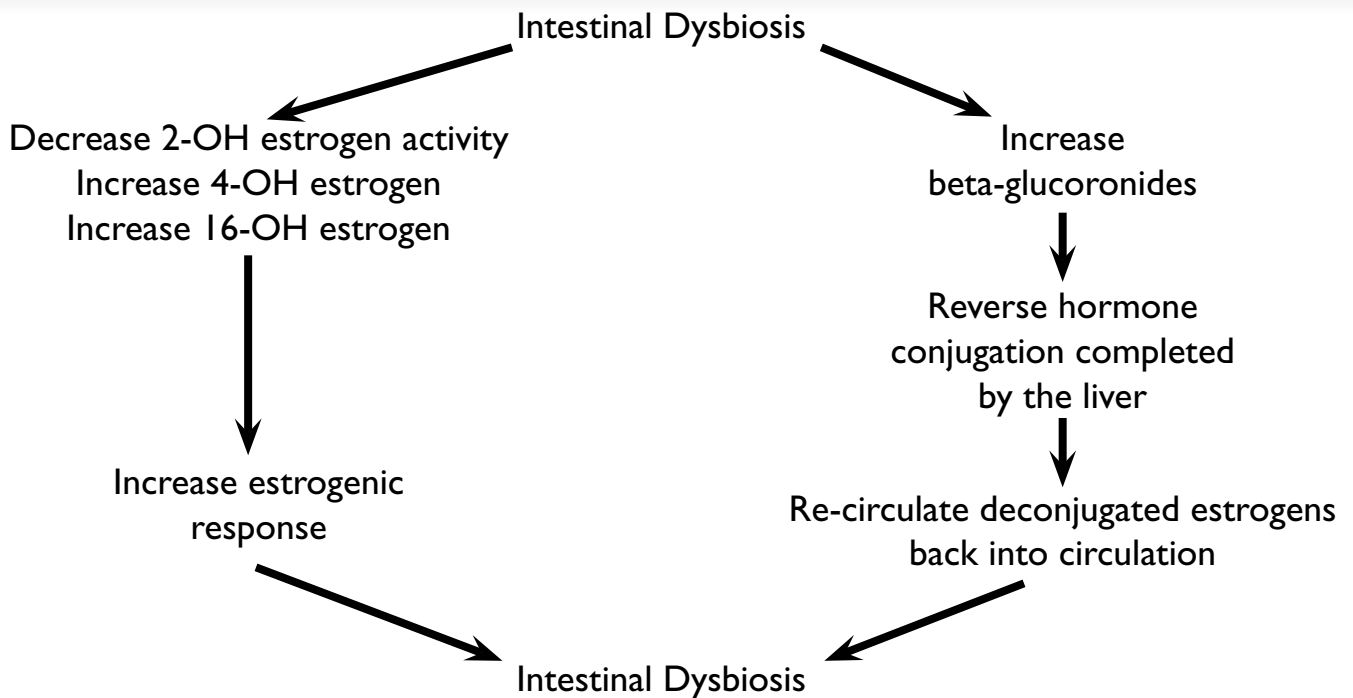 Intestinal Dysbiosis
Decrease 2-OH estrogen activity
Increase 4-OH estrogen
Increase 16-OH estrogen
Increase
beta-glucoronides
Reverse hormone
conjugation completed
by the liver
Increase estrogenic
response
Re-circulate deconjugated estrogens
back into circulation
Intestinal Dysbiosis